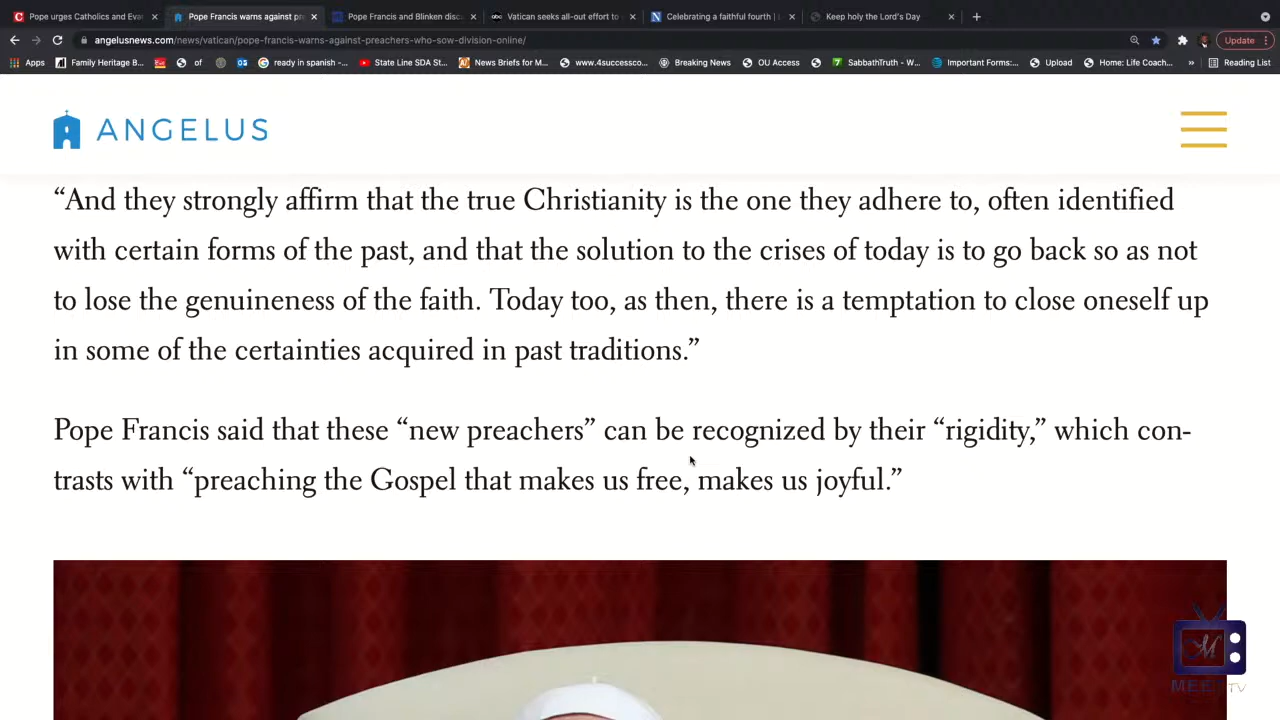 Pope urges Catholics and Evan
Pope Francis warns against pre
Pope Francis and Blinken disc
Vatican seeks all-out effort to
Celebrating a faithful fourth |
Keep holy the Lord's Day
angelusnews.com/news/vatican/pope-francis-warns-against-preachers-who-sow-division-online/
Update
Apps
Family Heritage B...
of
ready in spanish -...
State Line SDA St...
News Briefs for M...
www.4successco...
Breaking News
OU Access
SabbathTruth - W...
Important Forms:...
Upload
Home: Life Coach...
»
Reading List
ANGELUS
“And they strongly affirm that the true Christianity is the one they adhere to, often identified
with certain forms of the past, and that the solution to the crises of today is to go back so as not
to lose the genuineness of the faith. Today too, as then, there is a temptation to close oneself up
in some of the certainties acquired in past traditions.”
Pope Francis said that these “new preachers” can be recognized by their “rigidity,” which con-
trasts with “preaching the Gospel that makes us free, makes us joyful.”
M